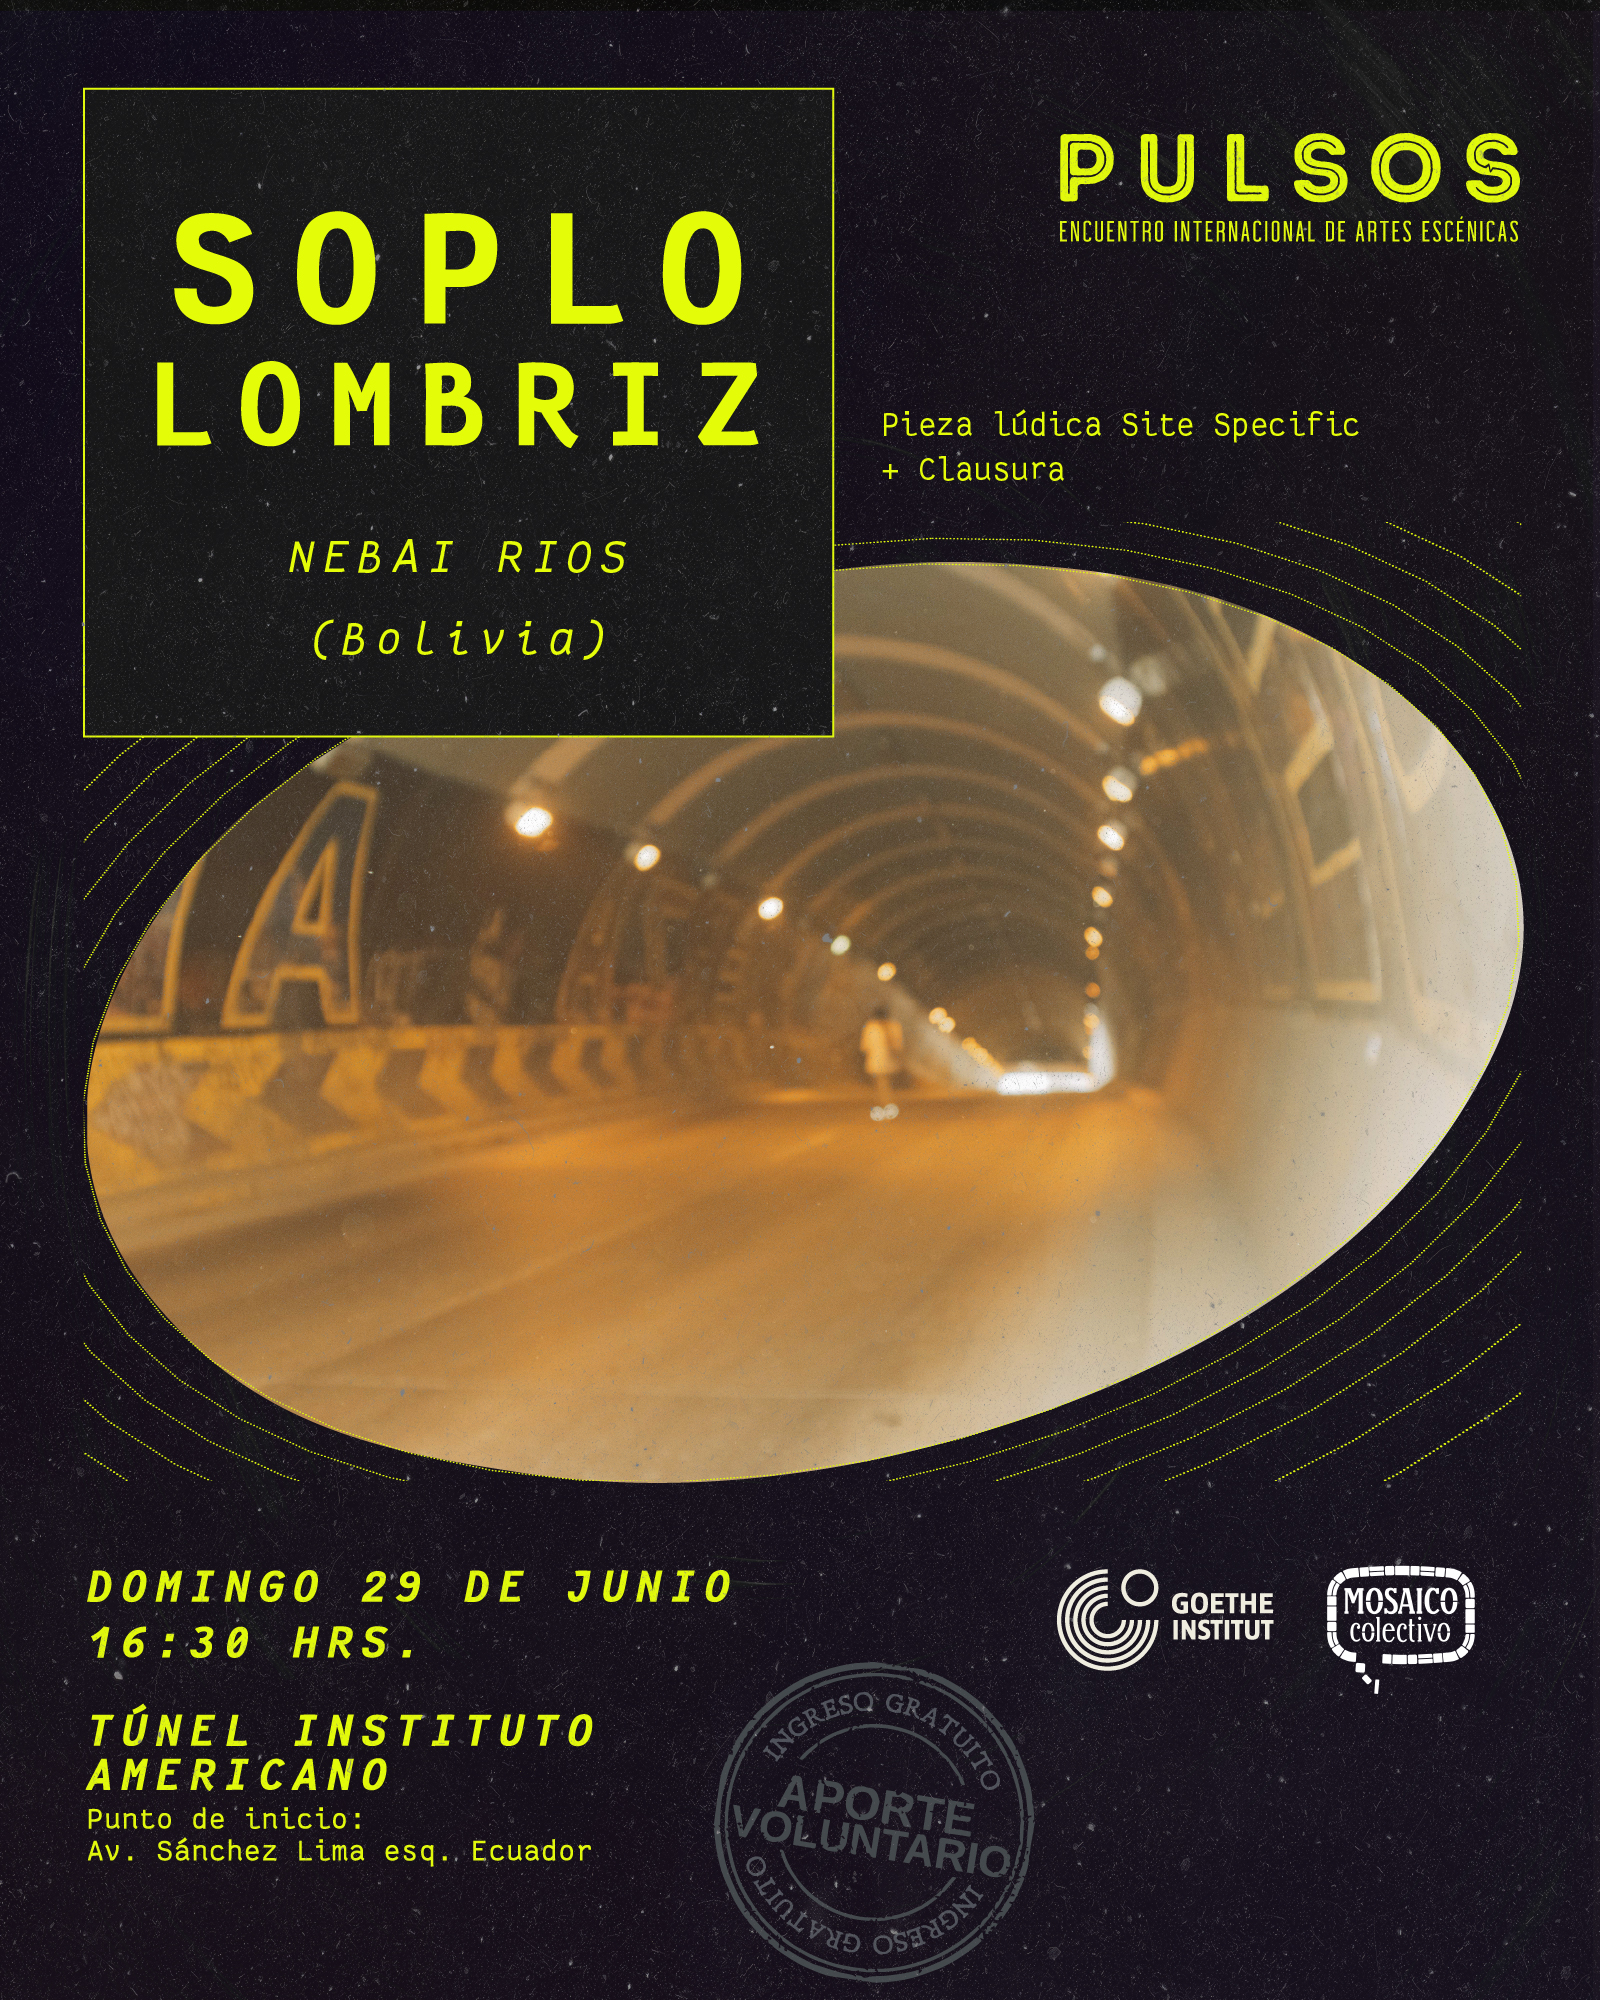 SOPLO
LOMBRIZ
NEBAI RIOS
(Bolivia)
PULSOS
ENCUENTRO INTERNACIONAL DE ARTES ESCÉNICAS
Pieza lúdica Site Specific
+ Clausura
A
DOMINGO 29 DE JUNIO
16:30 HRS.
TÚNEL INSTITUTO
AMERICANO
Punto de inicio:
Av. Sánchez Lima esq. Ecuador
INGRESO GRATUITO
APORTE
VOLUNTARIO
INGRESO GRATUITO
GOETHE
INSTITUT
MOSAICO
colectivo